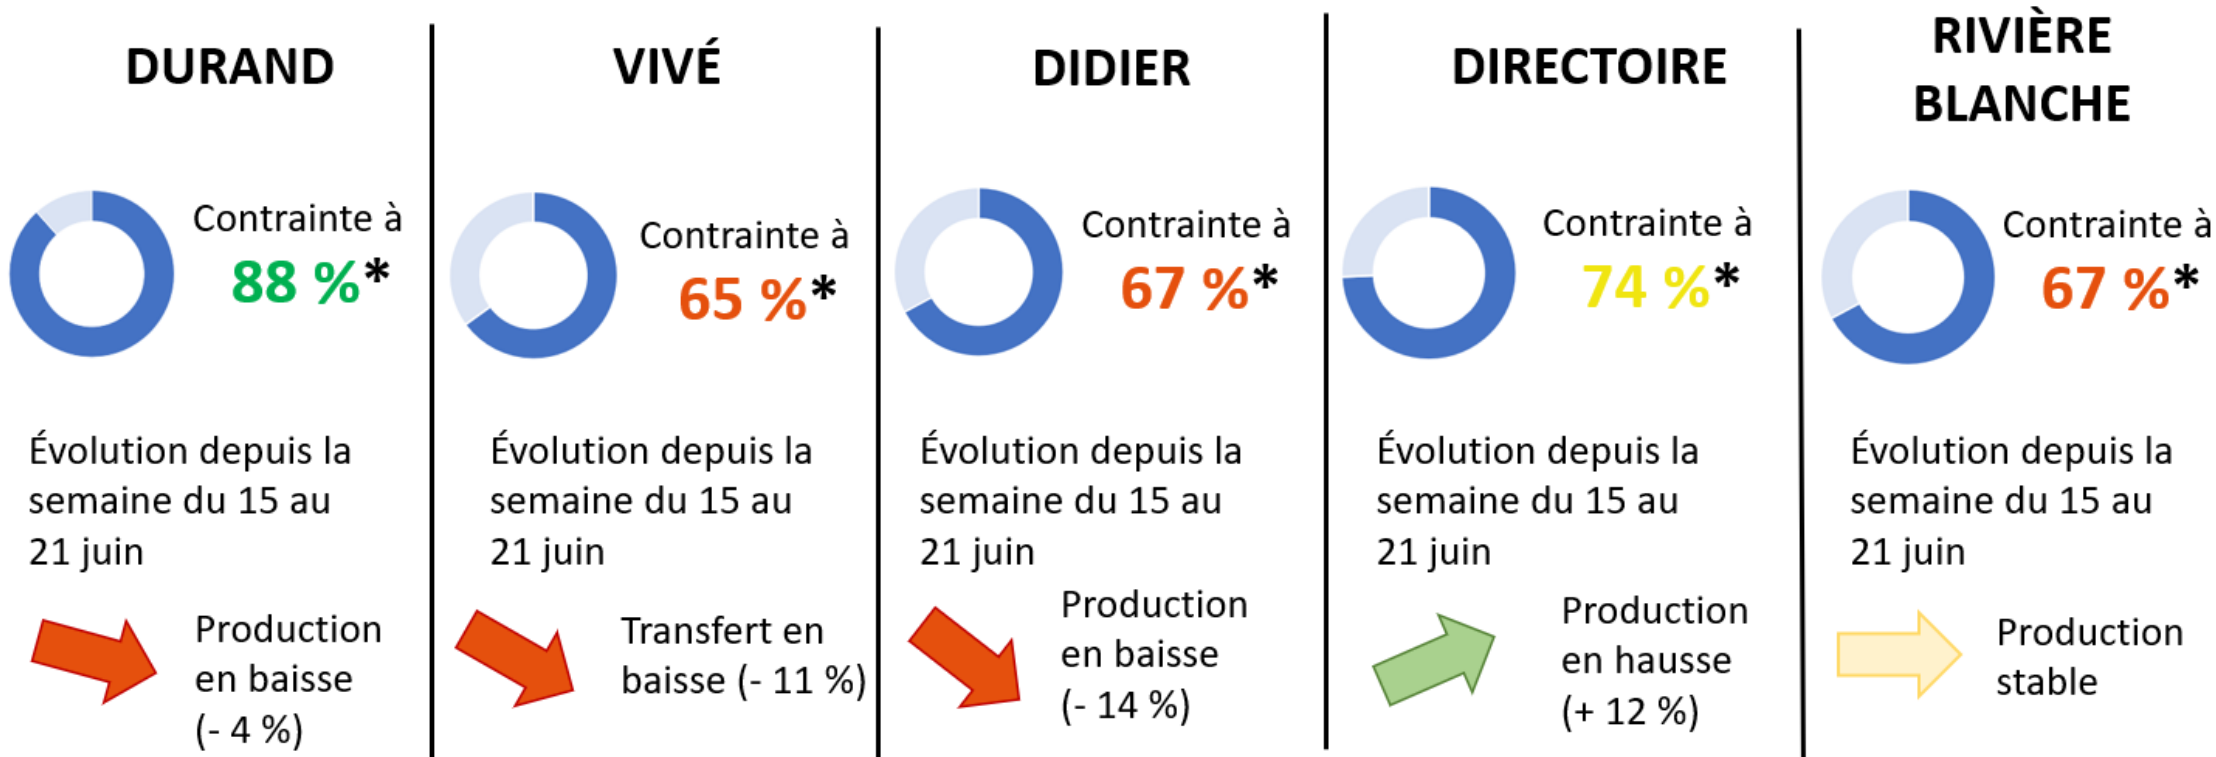 DURAND
Contrainte à
88 %*
Évolution depuis la
semaine du 15 au
21 juin
Production
en baisse
(- 4 %)
VIVÉ
Contrainte à
65 %*
Évolution depuis la
semaine du 15 au
21 juin
Transfert en
baisse (- 11 %)
DIDIER
Contrainte à
67 %*
Évolution depuis la
semaine du 15 au
21 juin
Production
en baisse
(- 14 %)
DIRECTOIRE
Contrainte à
74 %*
Évolution depuis la
semaine du 15 au
21 juin
Production
en hausse
(+ 12 %)
RIVIÈRE
BLANCHE
Contrainte à
67 %*
Évolution depuis la
semaine du 15 au
21 juin
Production
stable